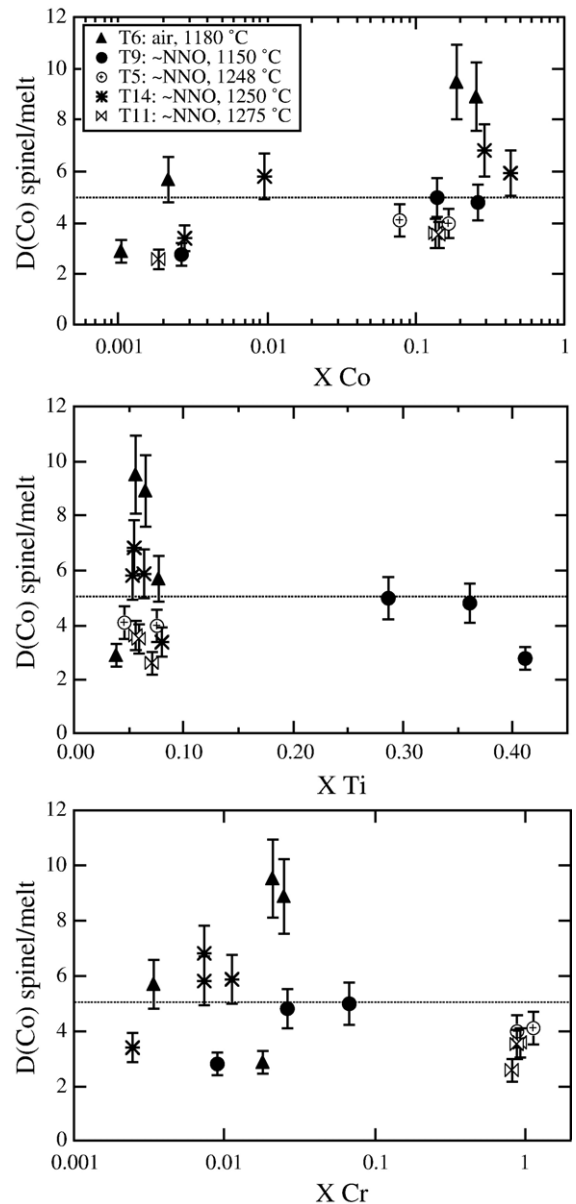 12
10
8
6
4
2
0
D(Co) spinel/melt
T6: air, 1180 °C
T9: ~NNO, 1150 °C
T5: ~NNO, 1248 °C
T14: ~NNO, 1250 °C
T11: ~NNO, 1275 °C
0.001 0.01 0.1 1
X Co
12
10
8
6
4
2
0
D(Co) spinel/melt
0.00 0.10 0.20 0.30 0.40
X Ti
12
10
8
6
4
2
0
D(Co) spinel/melt
0.001 0.01 0.1 1
X Cr